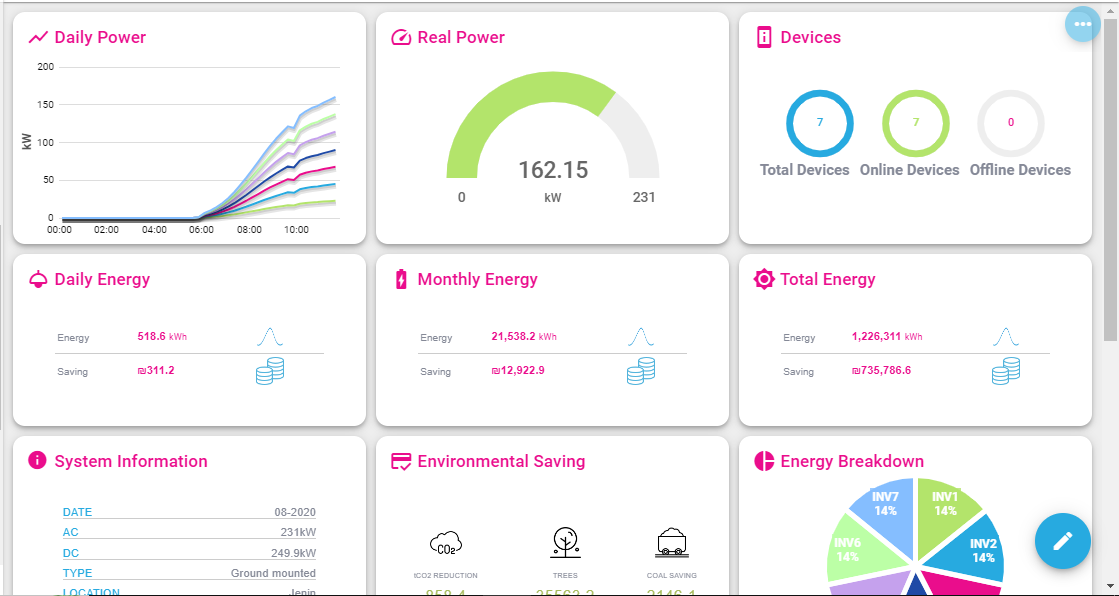 Daily Power
200
150
100
50
0
kW
00:00 02:00 04:00 06:00 08:00 10:00
Real Power
162.15
0 kW 231
Devices
7 7 0
Total Devices Online Devices Offline Devices
Daily Energy
Energy 518.6 kWh
Saving ₪311.2
Monthly Energy
Energy 21,538.2 kWh
Saving ₪12,922.9
Total Energy
Energy 1,226,311 kWh
Saving ₪735,786.6
System Information
DATE 08-2020
AC 231kW
DC 249.9kW
TYPE Ground mounted
LOCATION Jenin
Environmental Saving
CO2
tCO2 REDUCTION TREES COAL SAVING
Energy Breakdown
INV7
14%
INV1
14%
INV6
14%
INV2
14%